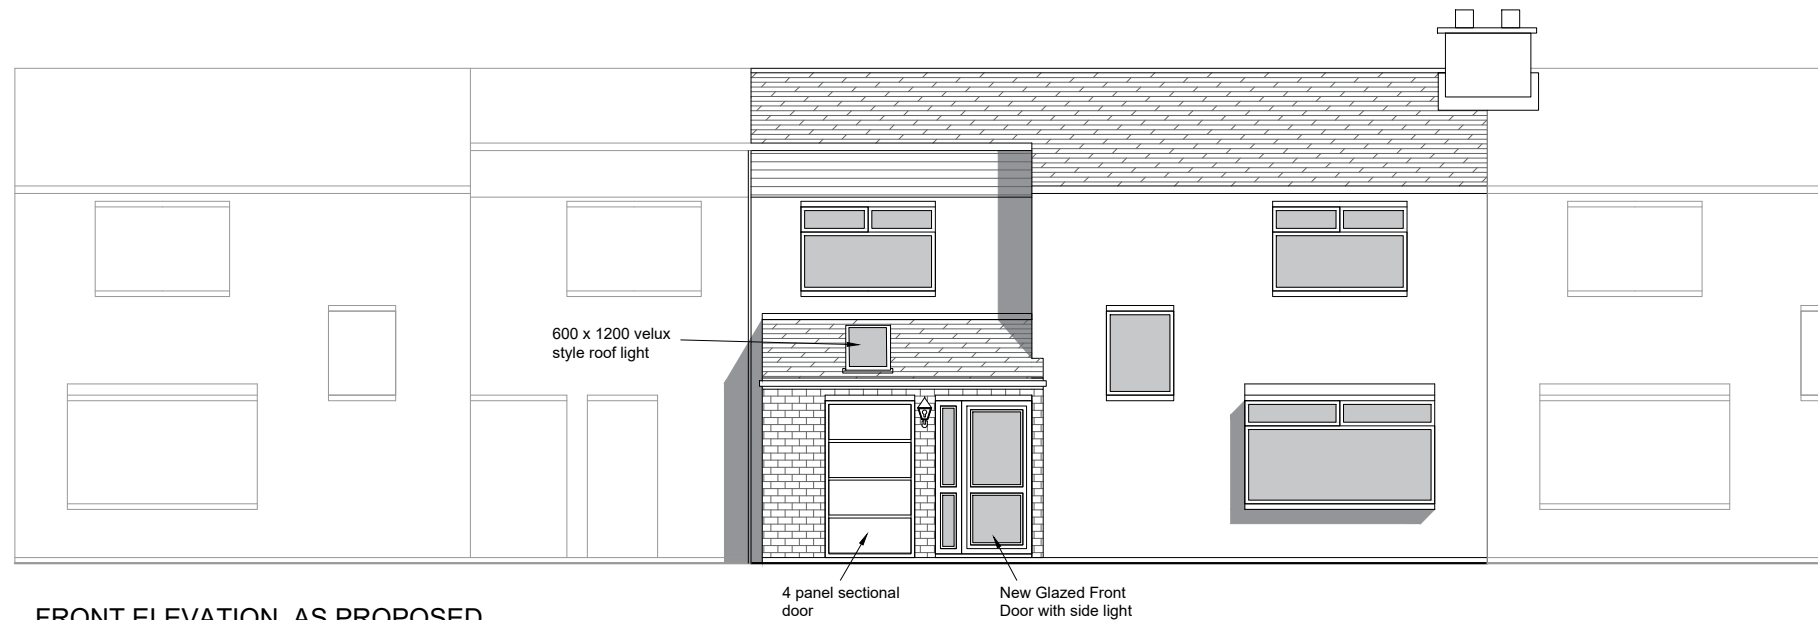 600 x 1200 velux
style roof light
4 panel sectional
door
New Glazed Front
Door with side light
FRONT ELEVATION AS PROPOSED